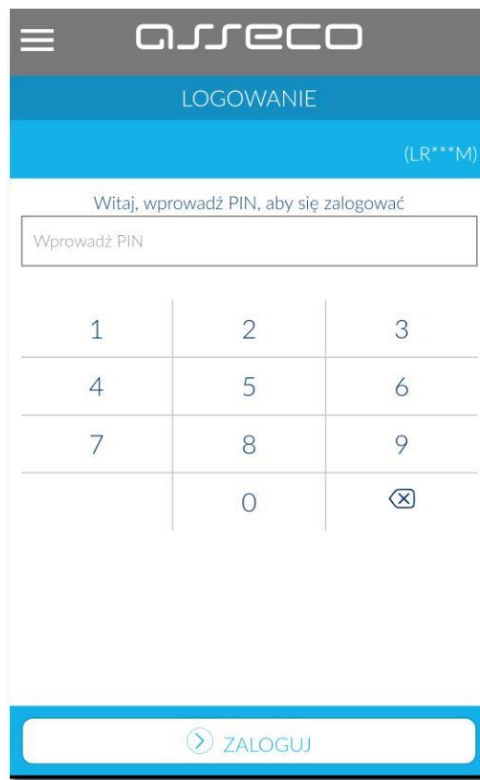 asseco
LOGOWANIE
(LR***M)
Witaj, wprowadź PIN, aby się zalogować
Wprowadź PIN
1 2 3
4 5 6
7 8 9
0
ZALOGUJ